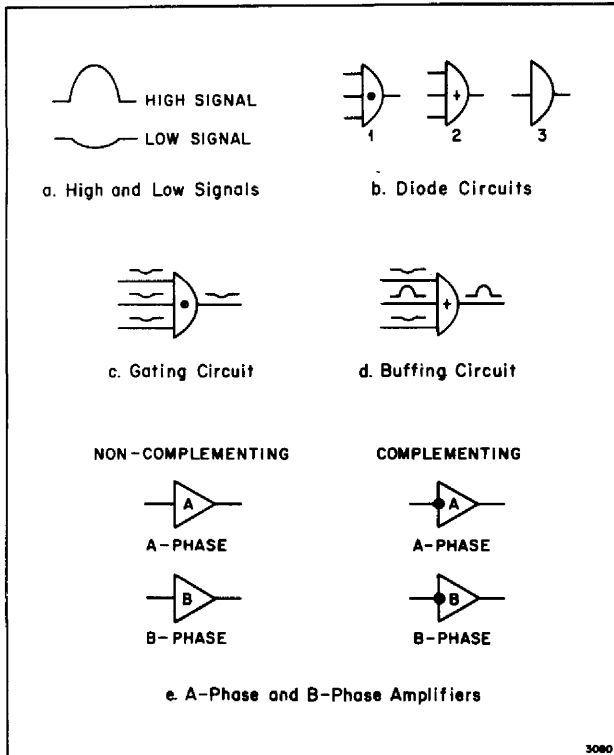 HIGH SIGNAL
LOW SIGNAL
a. High and Low Signals
•
+
1
2
3
b. Diode Circuits
•
c. Gating Circuit
+
d. Buffing Circuit
NON-COMPLEMENTING
COMPLEMENTING
A
A
A-PHASE
A-PHASE
B
B
B-PHASE
B-PHASE
e. A-Phase and B-Phase Amplifiers
3080